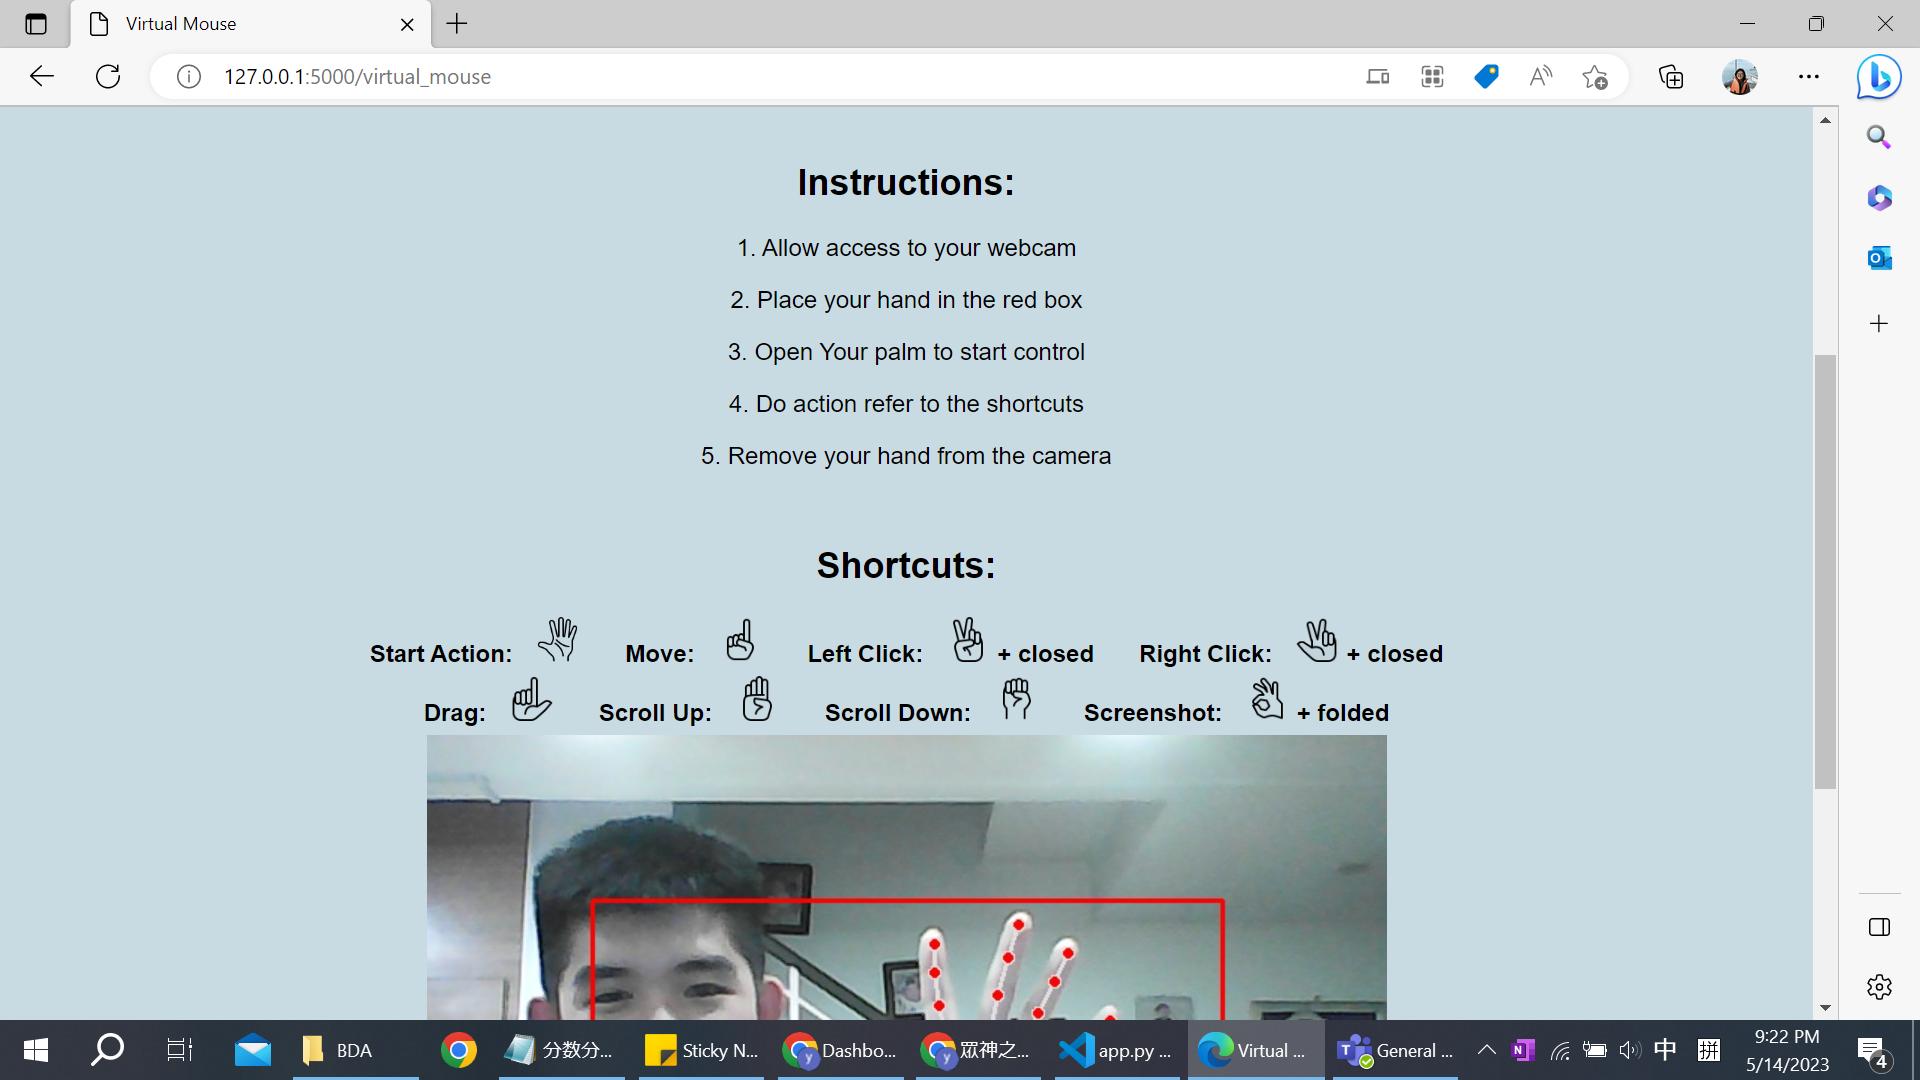 Virtual Mouse
127.0.0.1:5000/virtual_mouse
Instructions:
1. Allow access to your webcam
2. Place your hand in the red box
3. Open Your palm to start control
4. Do action refer to the shortcuts
5. Remove your hand from the camera
Shortcuts:
Start Action: Move: Left Click: + closed Right Click: + closed
Drag: Scroll Up: Scroll Down: Screenshot: + folded
BDA 分数分... Sticky N... Dashbo... 眾神之... app.py ... Virtual ... General ... 中 拼 9:22 PM
5/14/2023
4